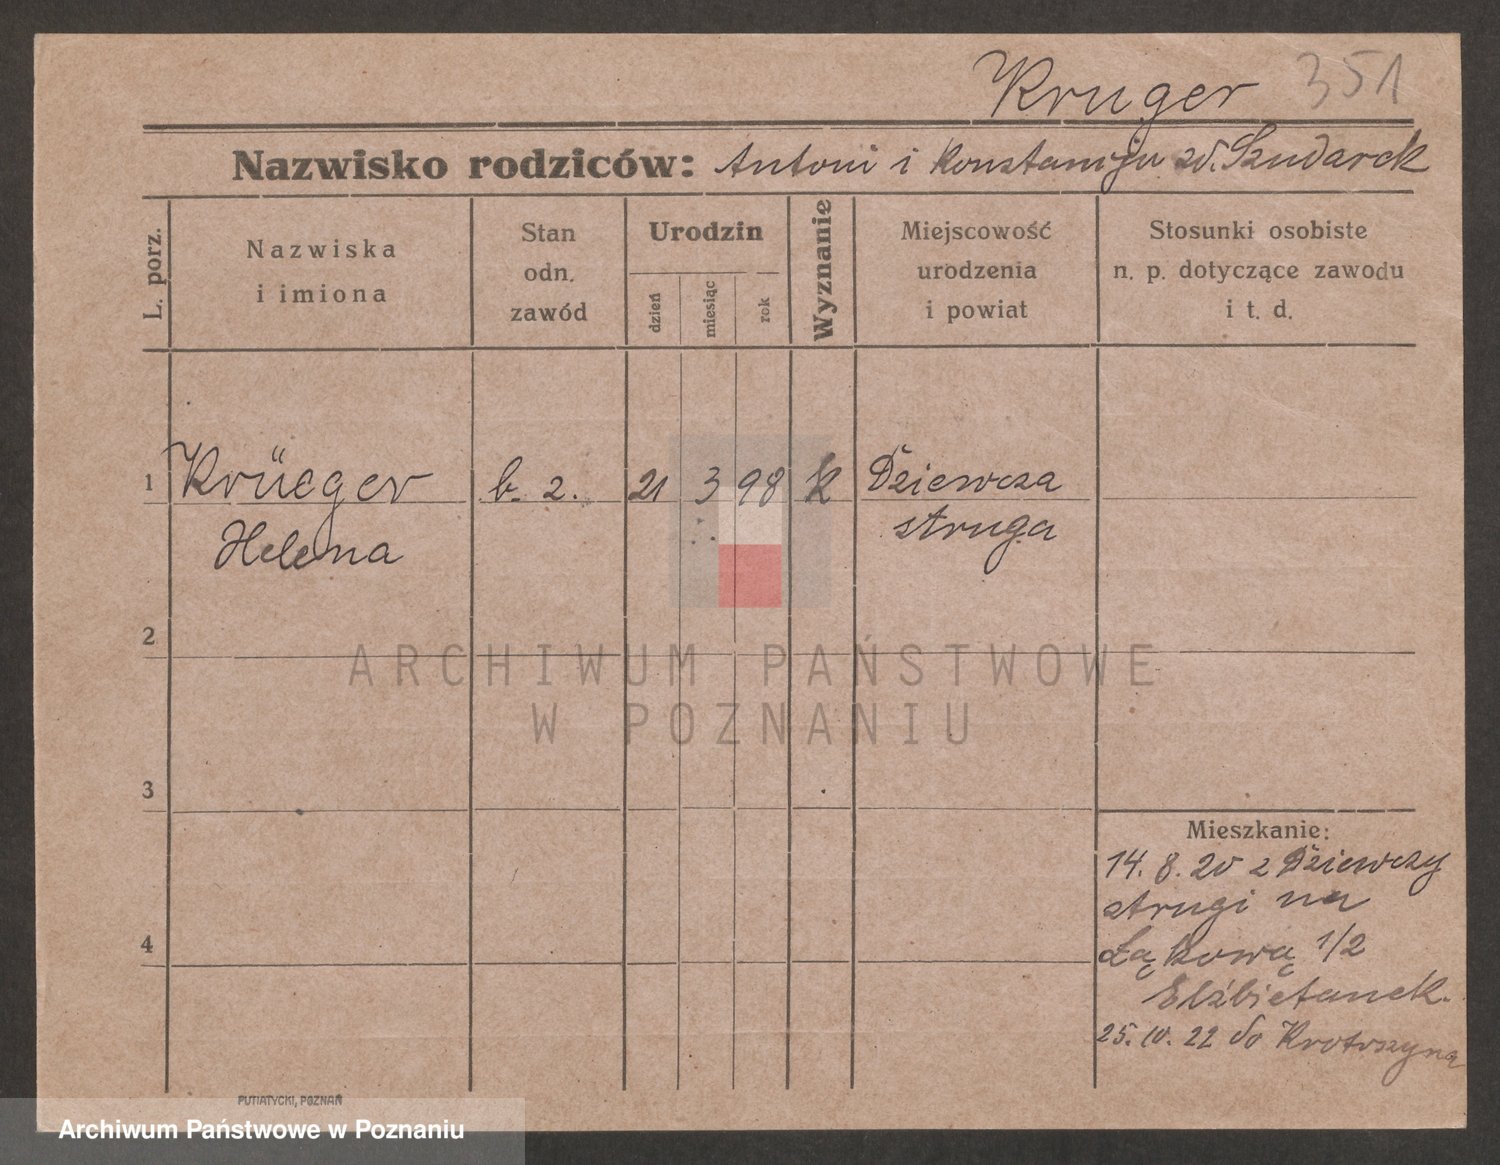 Kruger 351
Nazwisko rodziców: Antoni i Konstancja zd. Szudarek
L. porz.
Nazwiska
i imiona
Stan
odn.
zawód
Urodzin
dzień
miesiąc
rok
Wyznanie
Miejscowość
urodzenia
i powiat
Stosunki osobiste
n. p. dotyczące zawodu
i t. d.
1 Krüeger b. z. 21 3 98 k Dziewcza
Helena struga
2
ARCHIWUM PAŃSTWOWE
W POZNANIU
3
Mieszkanie:
14. 8. 20 z Dziewczy
strugi na
4
Łąkową 1/2
Elżbietanek.
25. 10. 22 do Krotoszyna
PUTIATYCKI, POZNAŃ
Archiwum Państwowe w Poznaniu